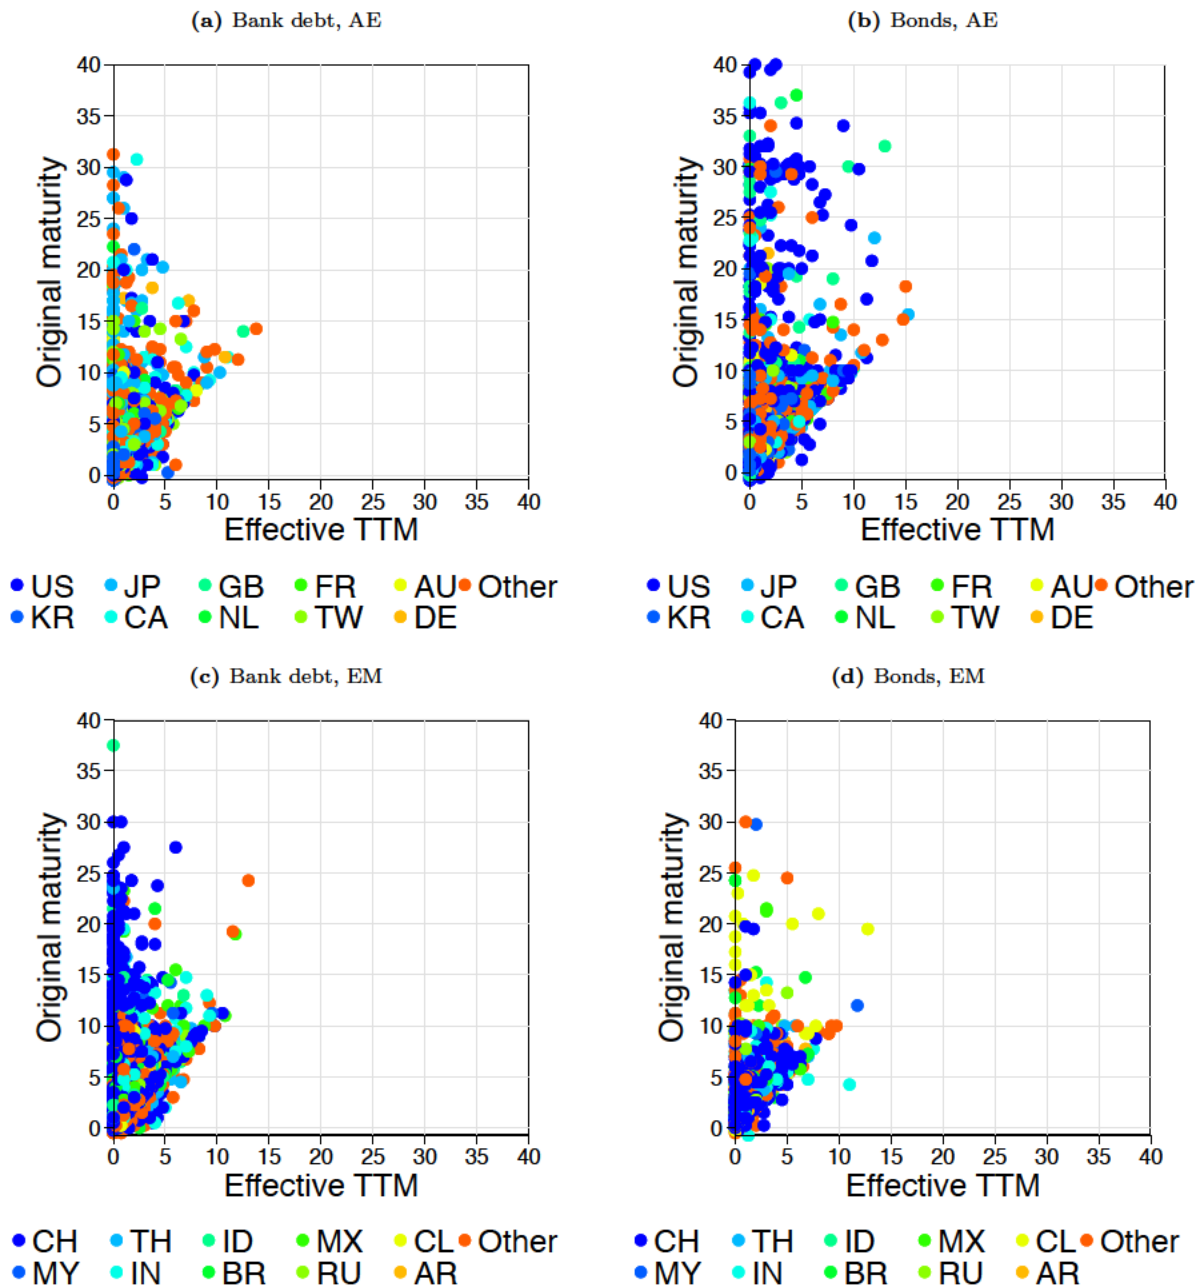 (a) Bank debt, AE
(b) Bonds, AE
40
35
30
25
20
15
10
5
0
Original maturity
0 5 10 15 20 25 30 35 40
Effective TTM
40
35
30
25
20
15
10
5
0
Original maturity
0 5 10 15 20 25 30 35 40
Effective TTM
US JP GB FR AU Other
KR CA NL TW DE
US JP GB FR AU Other
KR CA NL TW DE
(c) Bank debt, EM
(d) Bonds, EM
40
35
30
25
20
15
10
5
0
Original maturity
0 5 10 15 20 25 30 35 40
Effective TTM
40
35
30
25
20
15
10
5
0
Original maturity
0 5 10 15 20 25 30 35 40
Effective TTM
CH TH ID MX CL Other
MY IN BR RU AR
CH TH ID MX CL Other
MY IN BR RU AR